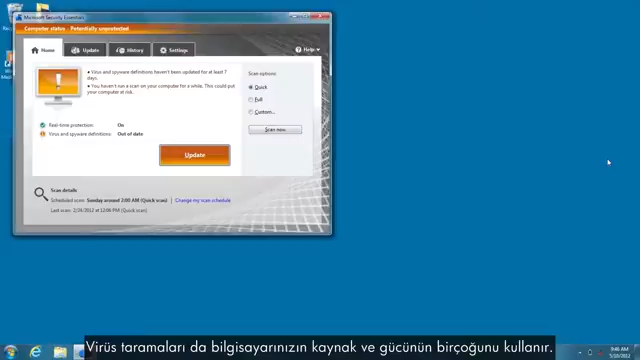 Microsoft Security Essentials
Computer status - Potentially unprotected
Home
Update
History
Settings
Help
Virus and spyware definitions haven't been updated for at least 7
days.
You haven't run a scan on your computer for a while. This could put
your computer at risk.
Real-time protection: On
Virus and spyware definitions: Out of date
Update
Scan options:
Quick
Full
Custom...
Scan now
Scan details
Scheduled scan: Sunday around 2:00 AM (Quick scan) | Change my scan schedule
Last scan: 2/28/2012 at 12:08 PM (Quick scan)
9:46 AM
Virüs taramaları da bilgisayarınızın kaynak ve gücünün birçoğunu kullanır.